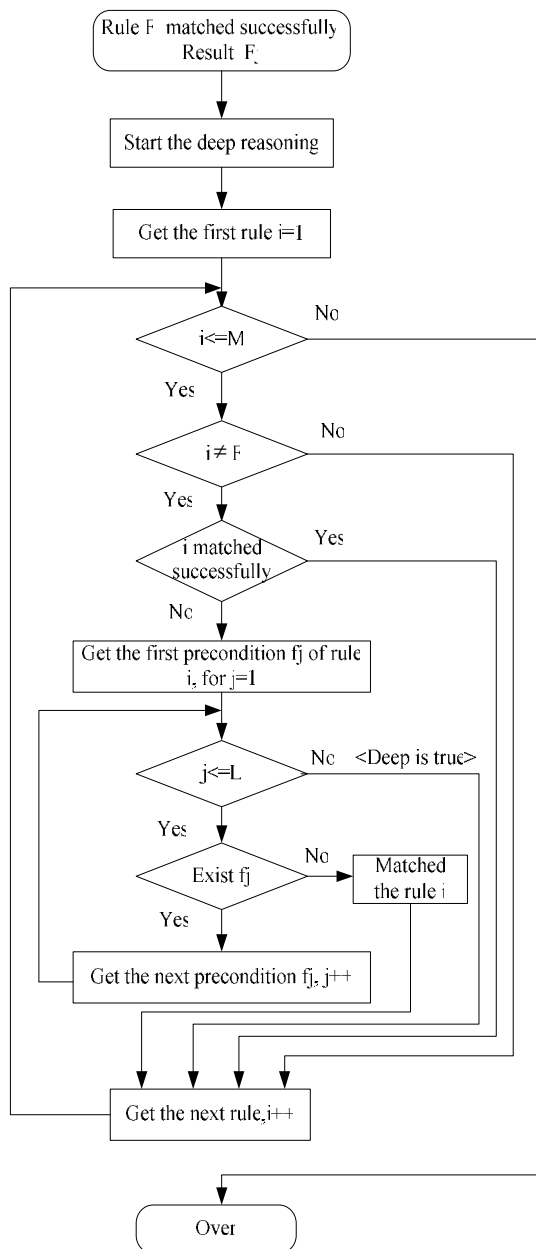 Rule F matched successfully
Result Fj
Start the deep reasoning
Get the first rule i=1
i<=M
No
Yes
i≠F
No
Yes
i matched
successfully
Yes
No
Get the first precondition fj of rule
i, for j=1
j<=L
No <Deep is true>
Yes
Exist fj
No
Matched
the rule i
Yes
Get the next precondition fj, j++
Get the next rule,i++
Over